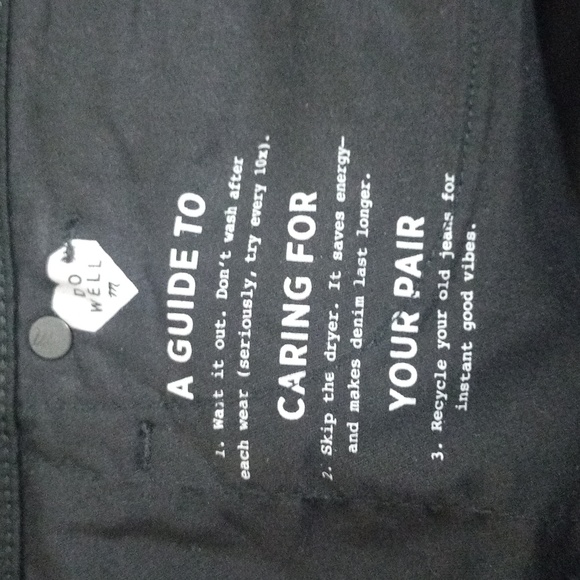 DO
WELL
m
A GUIDE TO
1. Wait it out. Don't wash after
each wear (seriously, try every 10x).
CARING FOR
2. Skip the dryer. It saves energy—
and makes denim last longer.
YOUR PAIR
3. Recycle your old jeans for
instant good vibes.